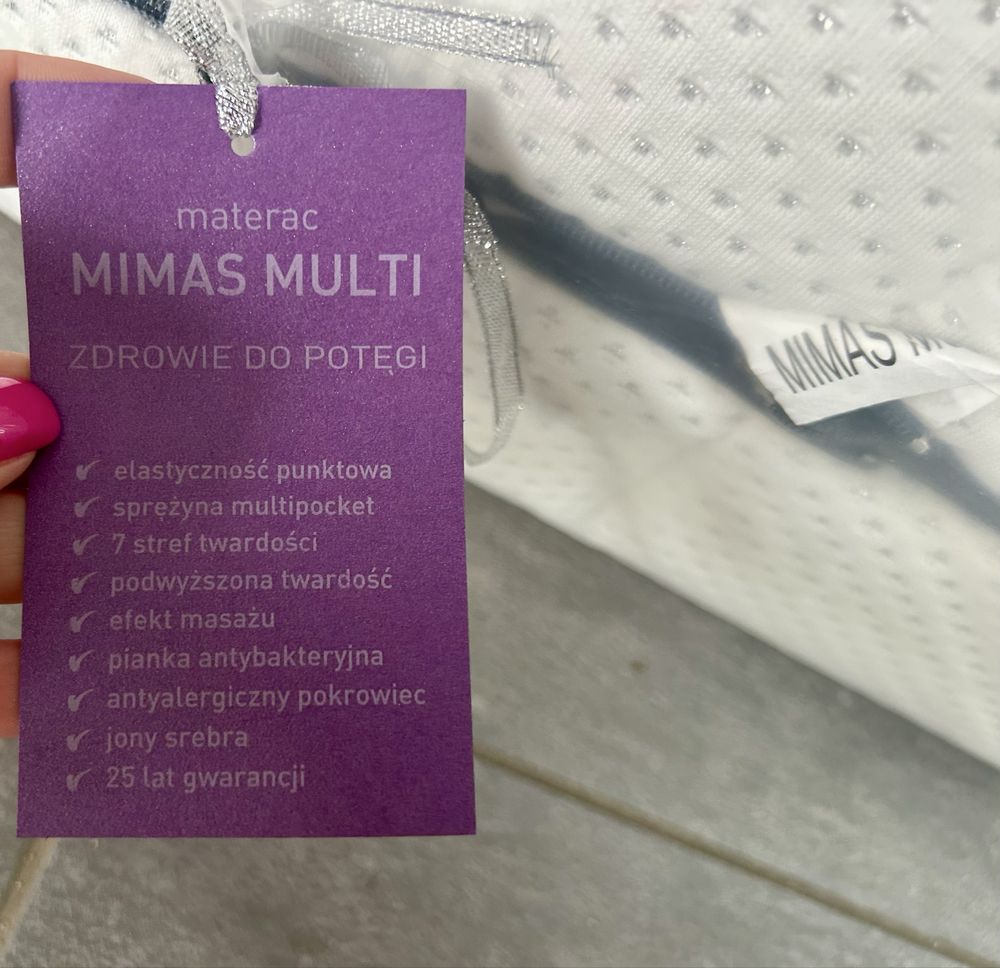 materac
MIMAS MULTI
ZDROWIE DO POTĘGI
elastyczność punktowa
sprężyna multipocket
7 stref twardości
podwyższona twardość
efekt masażu
pianka antybakteryjna
antyalergiczny pokrowiec
jony srebra
25 lat gwarancji
MIMAS